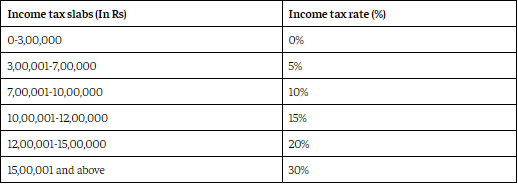 Income tax slabs (In Rs) Income tax rate (%)
0-3,00,000 0%
3,00,001-7,00,000 5%
7,00,001-10,00,000 10%
10,00,001-12,00,000 15%
12,00,001-15,00,000 20%
15,00,001 and above 30%